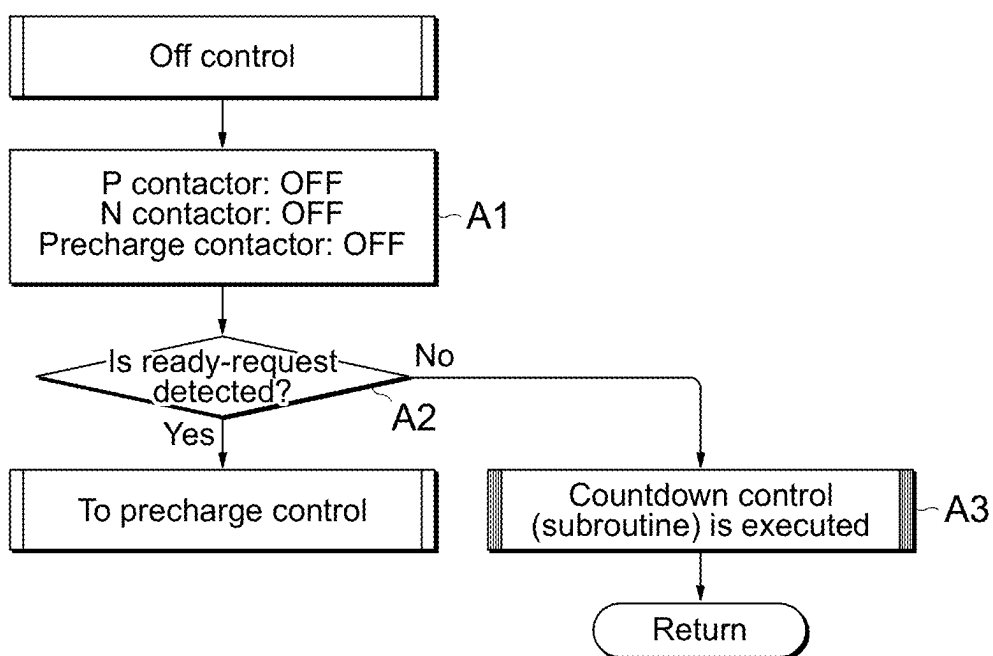 Off control
P contactor: OFF
N contactor: OFF
Precharge contactor: OFF
A1
Is ready-request
detected?
No
A2
Yes
To precharge control
Countdown control
(subroutine) is executed
A3
Return